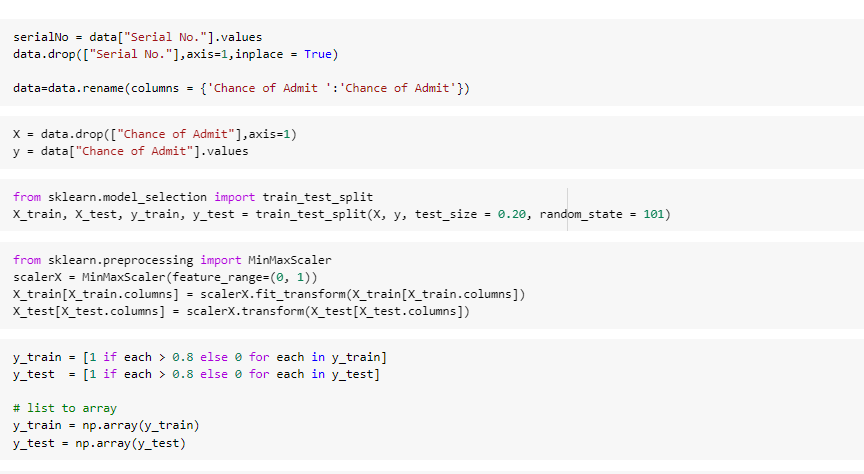 serialNo = data["Serial No."].values
data.drop(["Serial No."],axis=1,inplace = True)
data=data.rename(columns = {'Chance of Admit ':'Chance of Admit'})
X = data.drop(["Chance of Admit"],axis=1)
y = data["Chance of Admit"].values
from sklearn.model_selection import train_test_split
X_train, X_test, y_train, y_test = train_test_split(X, y, test_size = 0.20, random_state = 101)
from sklearn.preprocessing import MinMaxScaler
scalerX = MinMaxScaler(feature_range=(0, 1))
X_train[X_train.columns] = scalerX.fit_transform(X_train[X_train.columns])
X_test[X_test.columns] = scalerX.transform(X_test[X_test.columns])
y_train = [1 if each > 0.8 else 0 for each in y_train]
y_test  = [1 if each > 0.8 else 0 for each in y_test]
# list to array
y_train = np.array(y_train)
y_test = np.array(y_test)